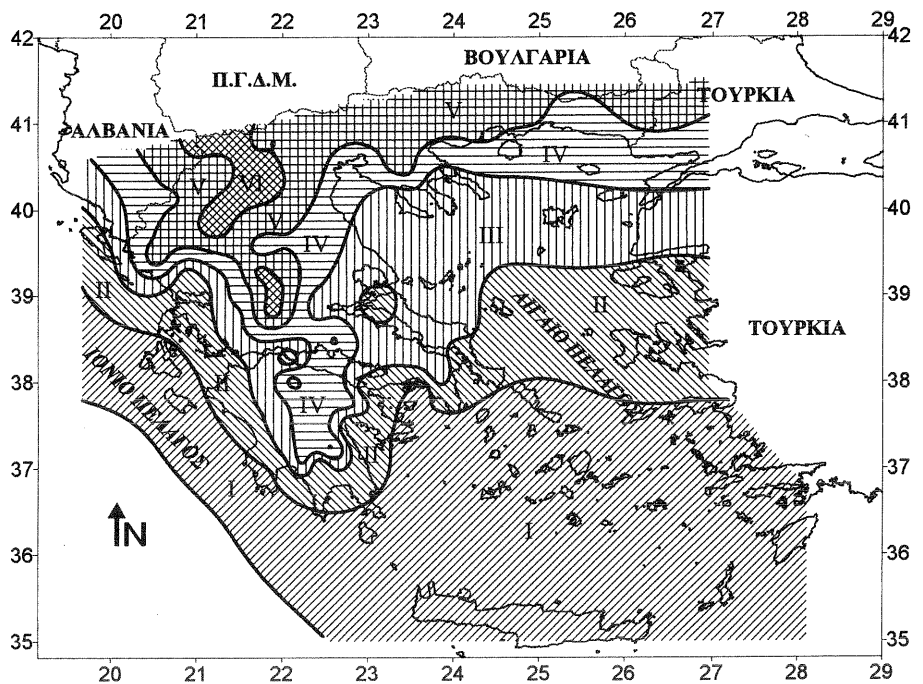 20 21 22 23 24 25 26 27 28 29
42 42
ΒΟΥΛΓΑΡΙΑ
Π.Γ.Δ.Μ.
ΤΟΥΡΚΙΑ
V
41 41
ΑΛΒΑΝΙΑ
IV
V VI
40 V 40
IV III
39 II II 39
ΑΙΓΑΙΟ ΠΕΛΑΓΟΣ
ΤΟΥΡΚΙΑ
ΙΟΝΙΟ ΠΕΛΑΓΟΣ
38 II 38
IV
II
37 37
I
I
N
36 36
35 35
20 21 22 23 24 25 26 27 28 29